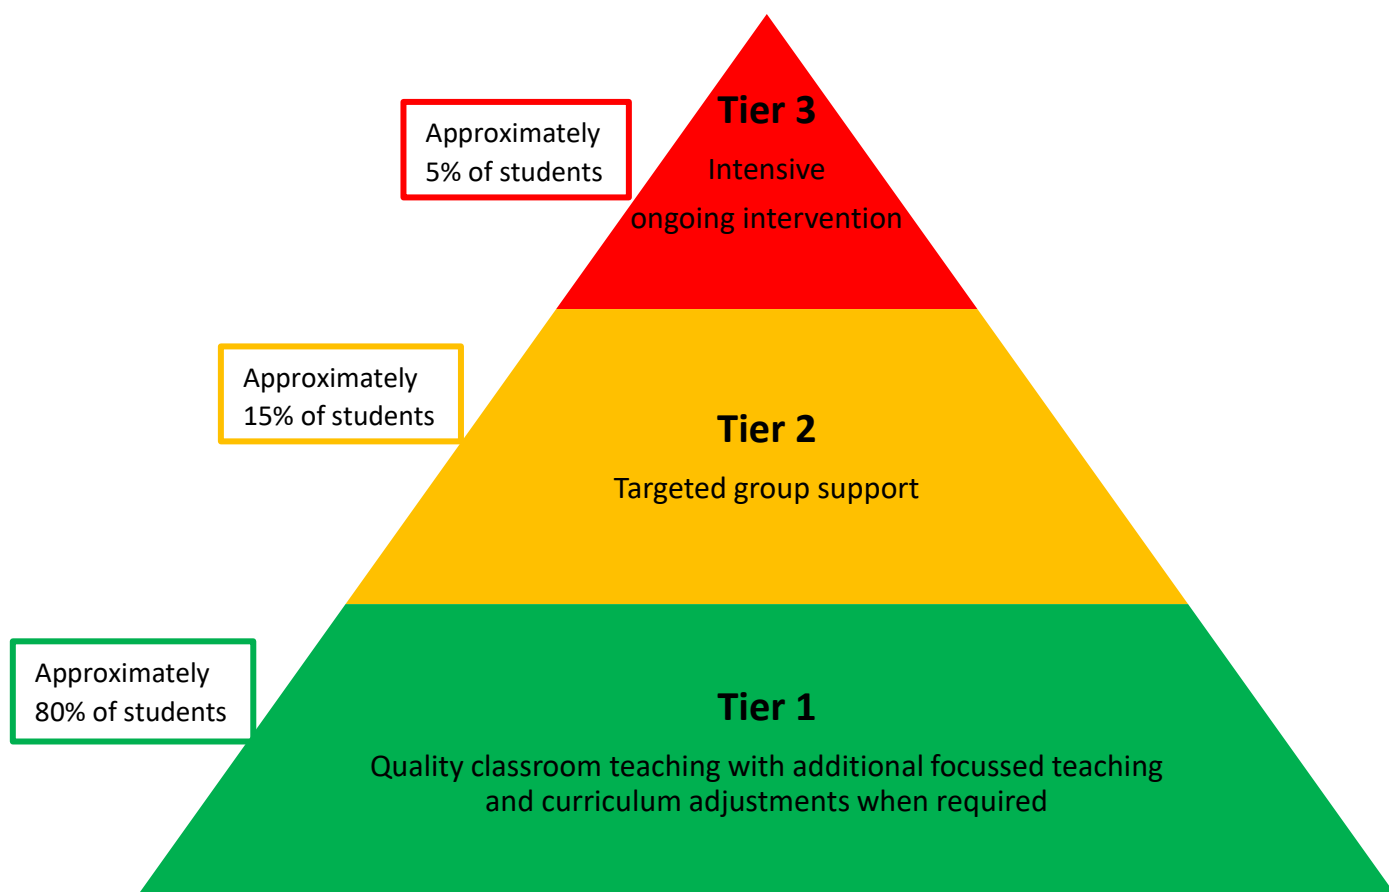 Tier 3
Approximately
5% of students
Intensive
ongoing intervention
Approximately
15% of students
Tier 2
Targeted group support
Approximately
80% of students
Tier 1
Quality classroom teaching with additional focussed teaching
and curriculum adjustments when required